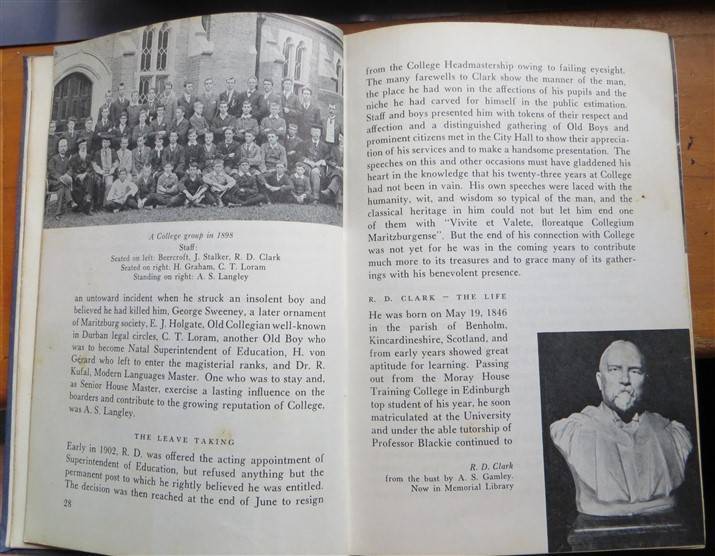 A College group in 1898
Staff:
Seated on left: Beercroft, J. Stalker, R. D. Clark
Seated on right: H. Graham, C. T. Loram
Standing on right: A. S. Langley
an untoward incident when he struck an insolent boy and
believed he had killed him, George Sweeney, a later ornament
of Maritzburg society, E. J. Holgate, Old Collegian well-known
in Durban legal circles, C. T. Loram, another Old Boy who
was to become Natal Superintendent of Education, H. von
Gerard who left to enter the magisterial ranks, and Dr. R.
Kufal, Modern Languages Master. One who was to stay and,
as Senior House Master, exercise a lasting influence on the
boarders and contribute to the growing reputation of College,
was A. S. Langley.
THE LEAVE TAKING
Early in 1902, R. D. was offered the acting appointment of
Superintendent of Education, but refused anything but the
permanent post to which he rightly believed he was entitled.
The decision was then reached at the end of June to resign
28
from the College Headmastership owing to failing eyesight.
The many farewells to Clark show the manner of the man,
the place he had won in the affections of his pupils and the
niche he had carved for himself in the public estimation.
Staff and boys presented him with tokens of their respect and
affection and a distinguished gathering of Old Boys and
prominent citizens met in the City Hall to show their apprecia-
tion of his services and to make a handsome presentation. The
speeches on this and other occasions must have gladdened his
heart in the knowledge that his twenty-three years at College
had not been in vain. His own speeches were laced with the
humanity, wit, and wisdom so typical of the man, and the
classical heritage in him could not but let him end one
of them with "Vivite et Valete, floreatque Collegium
Maritzburgense". But the end of his connection with College
was not yet for he was in the coming years to contribute
much more to its treasures and to grace many of its gather-
ings with his benevolent presence.
R. D. CLARK – THE LIFE
He was born on May 19, 1846
in the parish of Benholm,
Kincardineshire, Scotland, and
from early years showed great
aptitude for learning. Passing
out from the Moray House
Training College in Edinburgh
top student of his year, he soon
matriculated at the University
and under the able tutorship of
Professor Blackie continued to
R. D. Clark
from the bust by A. S. Gamley.
Now in Memorial Library